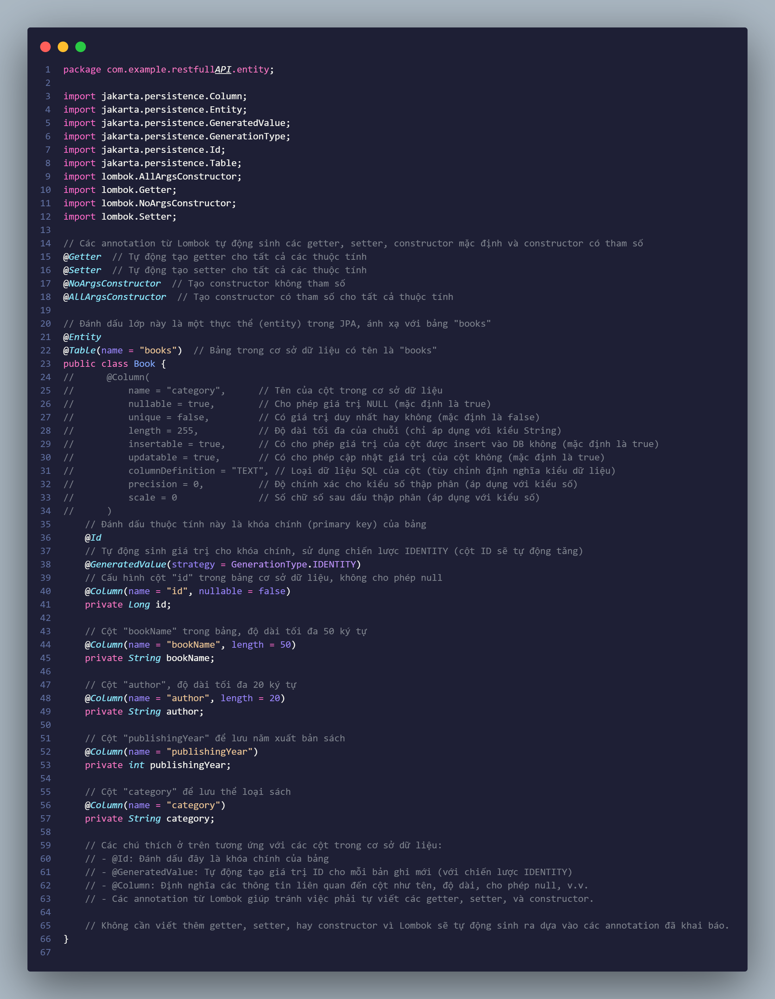 1 package com.example.restfullAPI.entity;
2
3 import jakarta.persistence.Column;
4 import jakarta.persistence.Entity;
5 import jakarta.persistence.GeneratedValue;
6 import jakarta.persistence.GenerationType;
7 import jakarta.persistence.Id;
8 import jakarta.persistence.Table;
9 import lombok.AllArgsConstructor;
10 import lombok.Getter;
11 import lombok.NoArgsConstructor;
12 import lombok.Setter;
13
14 // Các annotation từ Lombok tự động sinh các getter, setter, constructor mặc định và constructor có tham số
15 @Getter  // Tự động tạo getter cho tất cả các thuộc tính
16 @Setter  // Tự động tạo setter cho tất cả các thuộc tính
17 @NoArgsConstructor  // Tạo constructor không tham số
18 @AllArgsConstructor  // Tạo constructor có tham số cho tất cả thuộc tính
19
20 // Đánh dấu lớp này là một thực thể (entity) trong JPA, ánh xạ với bảng "books"
21 @Entity
22 @Table(name = "books")  // Bảng trong cơ sở dữ liệu có tên là "books"
23 public class Book {
24 //      @Column(
25 //          name = "category",      // Tên của cột trong cơ sở dữ liệu
26 //          nullable = true,        // Cho phép giá trị NULL (mặc định là true)
27 //          unique = false,         // Có giá trị duy nhất hay không (mặc định là false)
28 //          length = 255,           // Độ dài tối đa của chuỗi (chỉ áp dụng với kiểu String)
29 //          insertable = true,      // Có cho phép giá trị của cột được insert vào DB không (mặc định là true)
30 //          updatable = true,       // Có cho phép cập nhật giá trị của cột không (mặc định là true)
31 //          columnDefinition = "TEXT", // Loại dữ liệu SQL của cột (tùy chỉnh định nghĩa kiểu dữ liệu)
32 //          precision = 0,          // Độ chính xác cho kiểu số thập phân (áp dụng với kiểu số)
33 //          scale = 0               // Số chữ số sau dấu thập phân (áp dụng với kiểu số)
34 //      )
35     // Đánh dấu thuộc tính này là khóa chính (primary key) của bảng
36     @Id
37     // Tự động sinh giá trị cho khóa chính, sử dụng chiến lược IDENTITY (cột ID sẽ tự động tăng)
38     @GeneratedValue(strategy = GenerationType.IDENTITY)
39     // Cấu hình cột "id" trong bảng cơ sở dữ liệu, không cho phép null
40     @Column(name = "id", nullable = false)
41     private Long id;
42
43     // Cột "bookName" trong bảng, độ dài tối đa 50 ký tự
44     @Column(name = "bookName", length = 50)
45     private String bookName;
46
47     // Cột "author", độ dài tối đa 20 ký tự
48     @Column(name = "author", length = 20)
49     private String author;
50
51     // Cột "publishingYear" để lưu năm xuất bản sách
52     @Column(name = "publishingYear")
53     private int publishingYear;
54
55     // Cột "category" để lưu thể loại sách
56     @Column(name = "category")
57     private String category;
58
59     // Các chú thích ở trên tương ứng với các cột trong cơ sở dữ liệu:
60     // - @Id: Đánh dấu đây là khóa chính của bảng
61     // - @GeneratedValue: Tự động tạo giá trị ID cho mỗi bản ghi mới (với chiến lược IDENTITY)
62     // - @Column: Định nghĩa các thông tin liên quan đến cột như tên, độ dài, cho phép null, v.v.
63     // - Các annotation từ Lombok giúp tránh việc phải tự viết các getter, setter, và constructor.
64
65     // Không cần viết thêm getter, setter, hay constructor vì Lombok sẽ tự động sinh ra dựa vào các annotation đã khai báo.
66 }
67